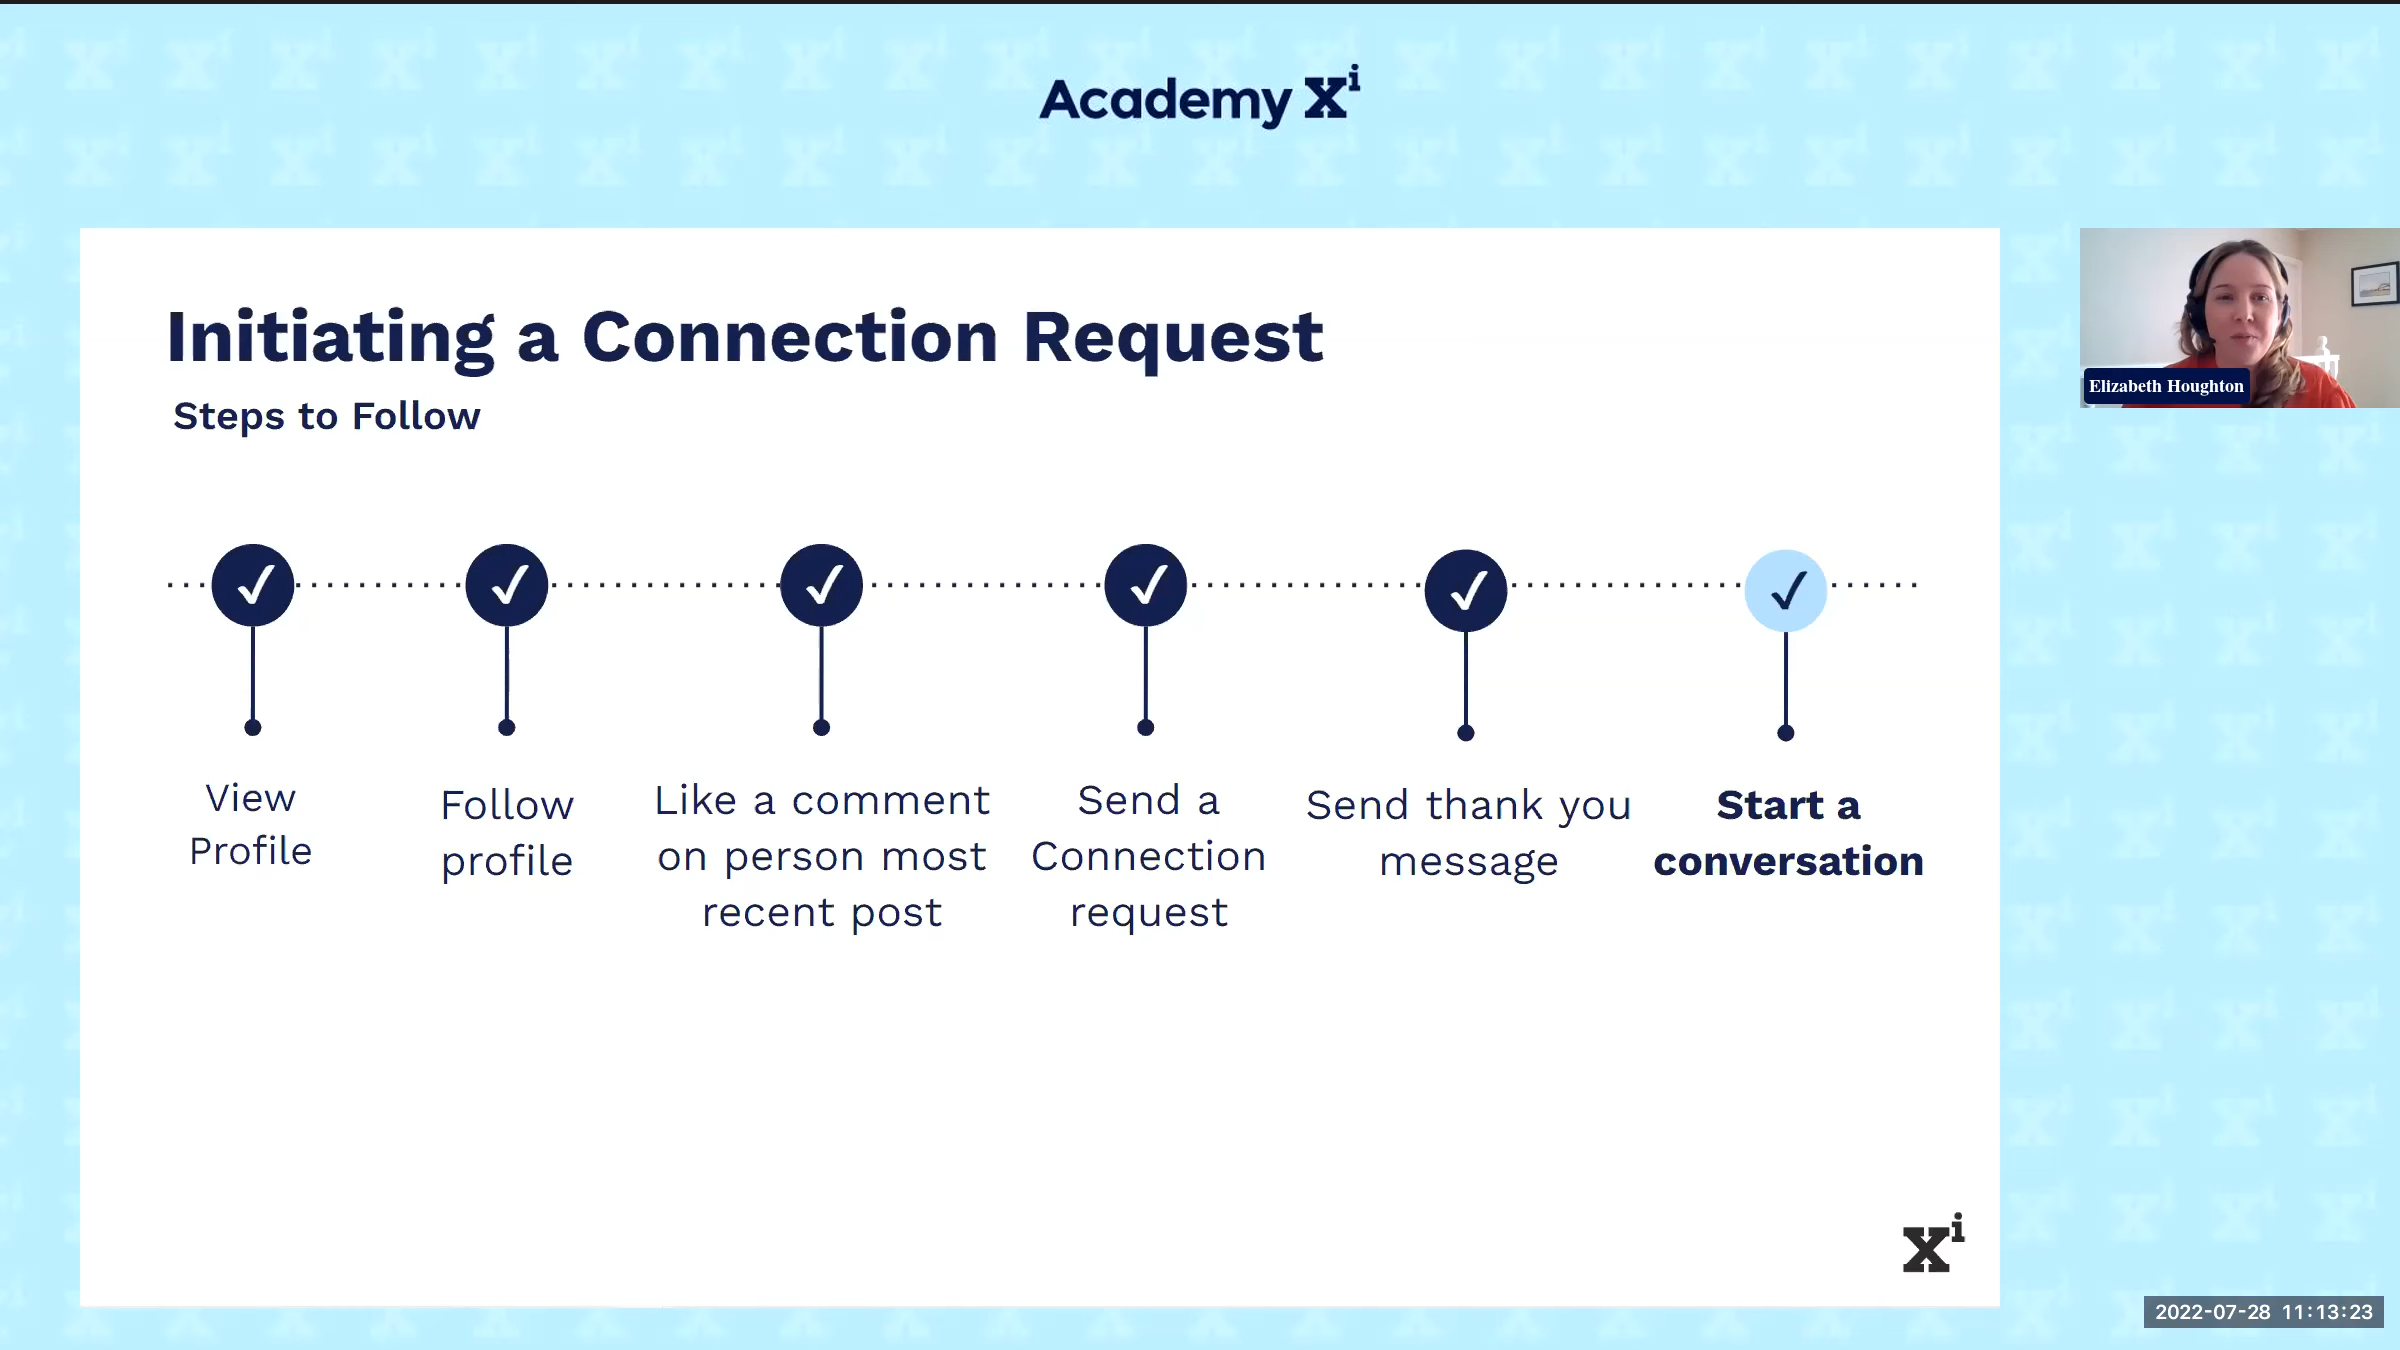 Academy Xi
Initiating a Connection Request
Steps to Follow
View
Profile
Follow
profile
Like a comment
on person most
recent post
Send a
Connection
request
Send thank you
message
Start a
conversation
Elizabeth Houghton
Xi
2022-07-28 11:13:23